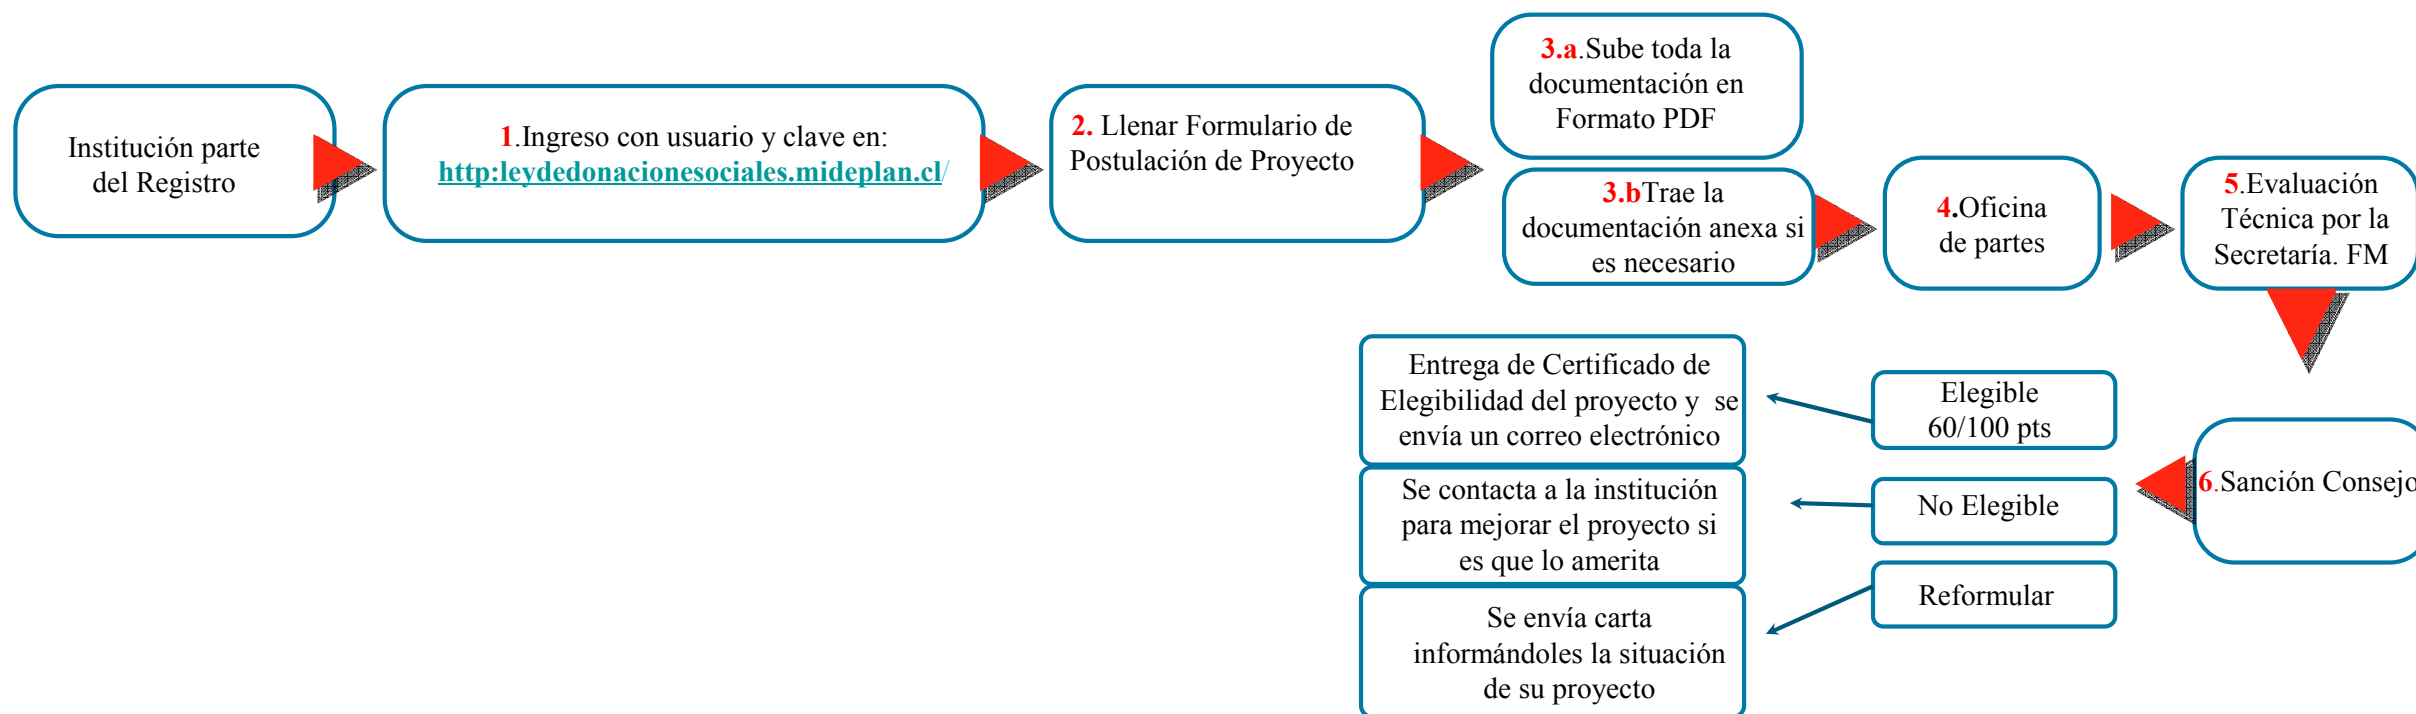 Institución parte
del Registro
1.Ingreso con usuario y clave en:
http:leydedonacionesociales.mideplan.cl/
2. Llenar Formulario de
Postulación de Proyecto
3.a.Sube toda la
documentación en
Formato PDF
3.bTrae la
documentación anexa si
es necesario
4.Oficina
de partes
5.Evaluación
Técnica por la
Secretaría. FM
6.Sanción Consejo
Elegible
60/100 pts
No Elegible
Reformular
Entrega de Certificado de
Elegibilidad del proyecto y se
envía un correo electrónico
Se contacta a la institución
para mejorar el proyecto si
es que lo amerita
Se envía carta
informándoles la situación
de su proyecto